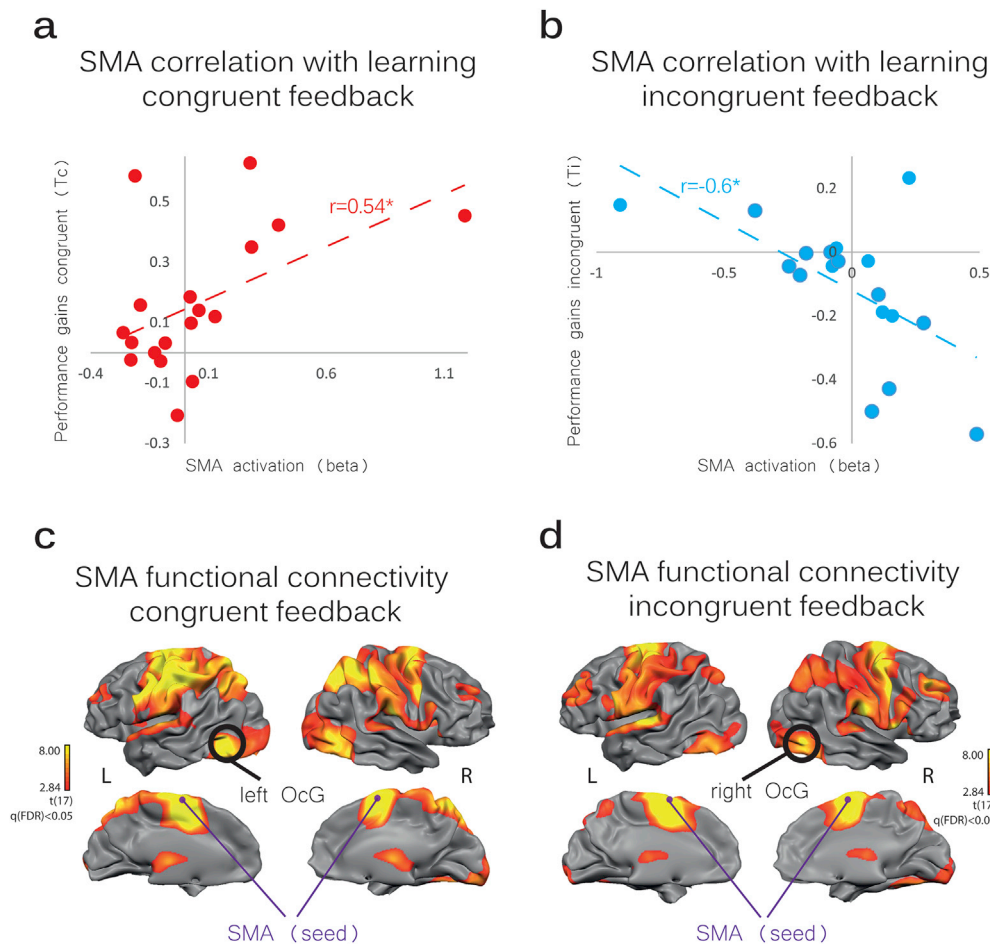 a
SMA correlation with learning
congruent feedback
Performance gains congruent (Tc)
r=0.54*
0.5
0.3
0.1
-0.1
-0.3
-0.4
0.1
0.6
1.1
SMA activation (beta)
b
SMA correlation with learning
incongruent feedback
Performance gains incongruent (Ti)
r=-0.6*
0.2
0
-0.2
-0.4
-0.6
-1
-0.5
0
0.5
SMA activation (beta)
c
SMA functional connectivity
congruent feedback
8.00
2.84
t(17)
q(FDR)<0.05
L
R
left OcG
SMA (seed)
d
SMA functional connectivity
incongruent feedback
8.00
2.84
t(17
q(FDR)<0.0
L
R
right OcG
SMA (seed)